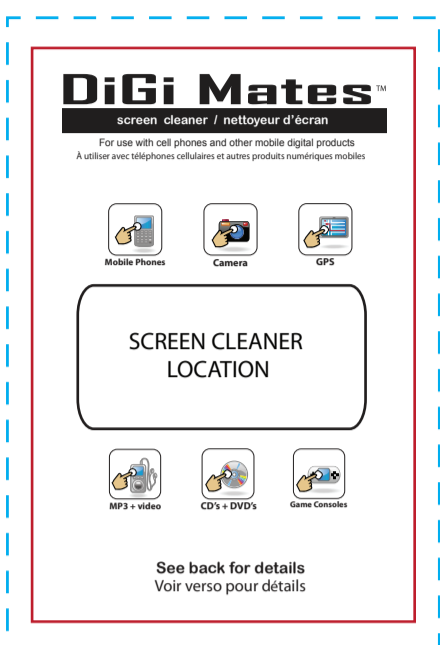 DiGi Mates™
screen cleaner / nettoyeur d'écran
For use with cell phones and other mobile digital products
À utiliser avec téléphones cellulaires et autres produits numériques mobiles
Mobile Phones Camera GPS
SCREEN CLEANER
LOCATION
MP3 + video CD's + DVD's Game Consoles
See back for details
Voir verso pour détails